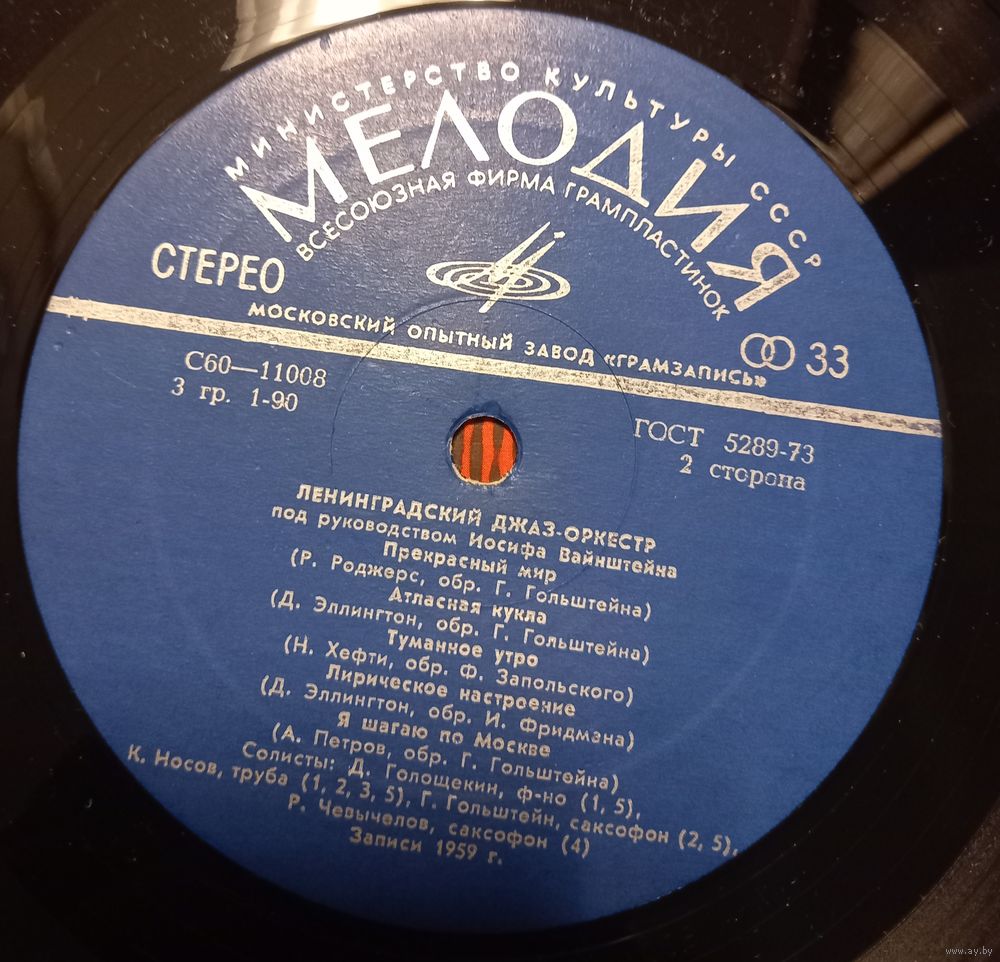 МИНИСТЕРСТВО КУЛЬТУРЫ СССР
МЕЛОДИЯ
ВСЕСОЮЗНАЯ ФИРМА ГРАМПЛАСТИНОК
СТЕРЕО
МОСКОВСКИЙ ОПЫТНЫЙ ЗАВОД «ГРАМЗАПИСЬ»
33
С60—11008
3 гр. 1-90
ГОСТ 5289-73
2 сторона
ЛЕНИНГРАДСКИЙ ДЖАЗ-ОРКЕСТР
под руководством Иосифа Вайнштейна
Прекрасный мир
(Р. Роджерс, обр. Г. Гольштейна)
Атласная кукла
(Д. Эллингтон, обр. Г. Гольштейна)
Туманное утро
(Н. Хефти, обр. Ф. Запольского)
Лирическое настроение
(Д. Эллингтон, обр. И. Фридмана)
Я шагаю по Москве
(А. Петров, обр. Г. Гольштейна)
Солисты: Д. Голощекин, ф-но (1, 5),
К. Носов, труба (1, 2, 3, 5), Г. Гольштейн, саксофон (2, 5),
Р. Чевычелов, саксофон (4)
Записи 1959 г.
www.ay.by